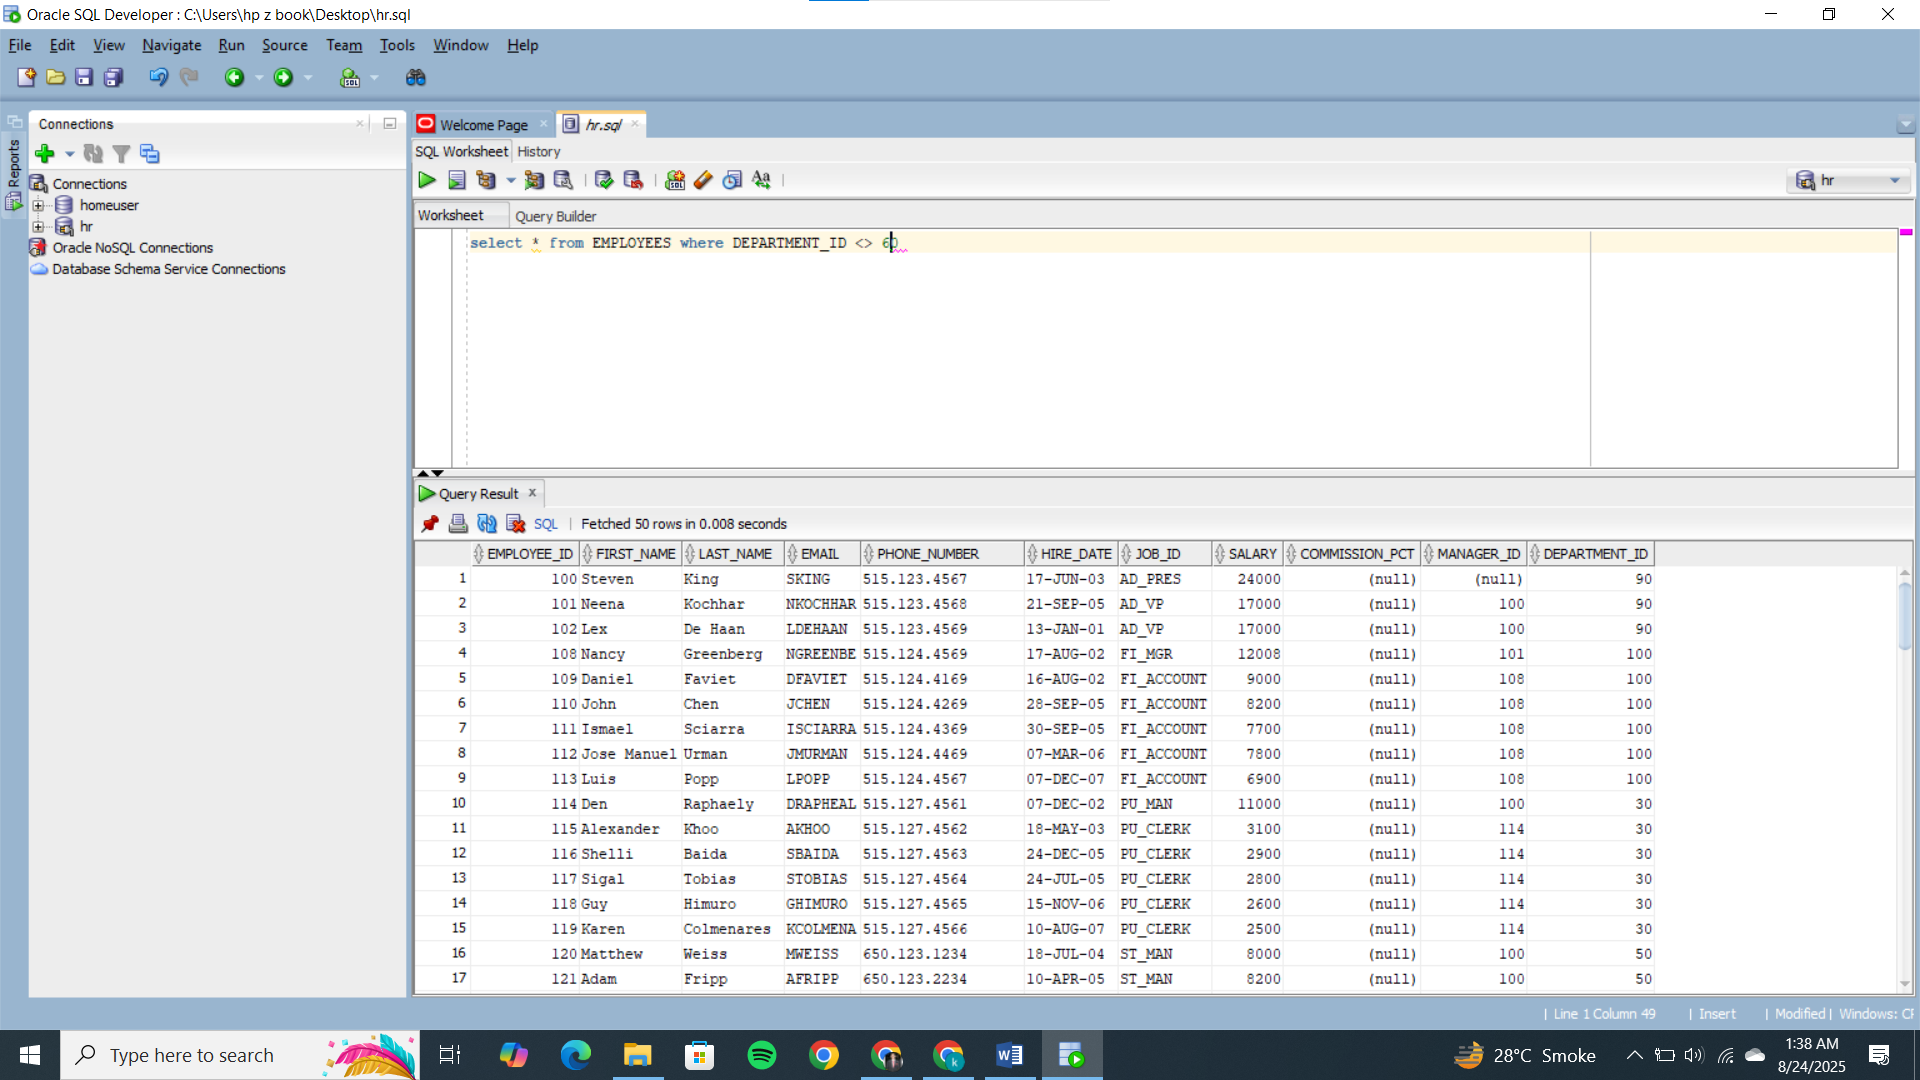 Oracle SQL Developer : C:\Users\hp z book\Desktop\hr.sql
File Edit View Navigate Run Source Team Tools Window Help
Connections
Welcome Page
hr.sql
Reports
SQL Worksheet History
Connections
homeuser
hr
Oracle NoSQL Connections
Database Schema Service Connections
hr
Worksheet Query Builder
select * from EMPLOYEES where DEPARTMENT_ID <> 60
Query Result
SQL | Fetched 50 rows in 0.008 seconds
EMPLOYEE_ID FIRST_NAME LAST_NAME EMAIL PHONE_NUMBER HIRE_DATE JOB_ID SALARY COMMISSION_PCT MANAGER_ID DEPARTMENT_ID
1 100 Steven King SKING 515.123.4567 17-JUN-03 AD_PRES 24000 (null) (null) 90
2 101 Neena Kochhar NKOCHHAR 515.123.4568 21-SEP-05 AD_VP 17000 (null) 100 90
3 102 Lex De Haan LDEHAAN 515.123.4569 13-JAN-01 AD_VP 17000 (null) 100 90
4 108 Nancy Greenberg NGREENBE 515.124.4569 17-AUG-02 FI_MGR 12008 (null) 101 100
5 109 Daniel Faviet DFAVIET 515.124.4169 16-AUG-02 FI_ACCOUNT 9000 (null) 108 100
6 110 John Chen JCHEN 515.124.4269 28-SEP-05 FI_ACCOUNT 8200 (null) 108 100
7 111 Ismael Sciarra ISCIARRA 515.124.4369 30-SEP-05 FI_ACCOUNT 7700 (null) 108 100
8 112 Jose Manuel Urman JMURMAN 515.124.4469 07-MAR-06 FI_ACCOUNT 7800 (null) 108 100
9 113 Luis Popp LPOPP 515.124.4567 07-DEC-07 FI_ACCOUNT 6900 (null) 108 100
10 114 Den Raphaely DRAPHEAL 515.127.4561 07-DEC-02 PU_MAN 11000 (null) 100 30
11 115 Alexander Khoo AKHOO 515.127.4562 18-MAY-03 PU_CLERK 3100 (null) 114 30
12 116 Shelli Baida SBAIDA 515.127.4563 24-DEC-05 PU_CLERK 2900 (null) 114 30
13 117 Sigal Tobias STOBIAS 515.127.4564 24-JUL-05 PU_CLERK 2800 (null) 114 30
14 118 Guy Himuro GHIMURO 515.127.4565 15-NOV-06 PU_CLERK 2600 (null) 114 30
15 119 Karen Colmenares KCOLMENA 515.127.4566 10-AUG-07 PU_CLERK 2500 (null) 114 30
16 120 Matthew Weiss MWEISS 650.123.1234 18-JUL-04 ST_MAN 8000 (null) 100 50
17 121 Adam Fripp AFRIPP 650.123.2234 10-APR-05 ST_MAN 8200 (null) 100 50
| Line 1 Column 49 | Insert | Modified | Windows: CF
Type here to search
28°C Smoke
1:38 AM
8/24/2025